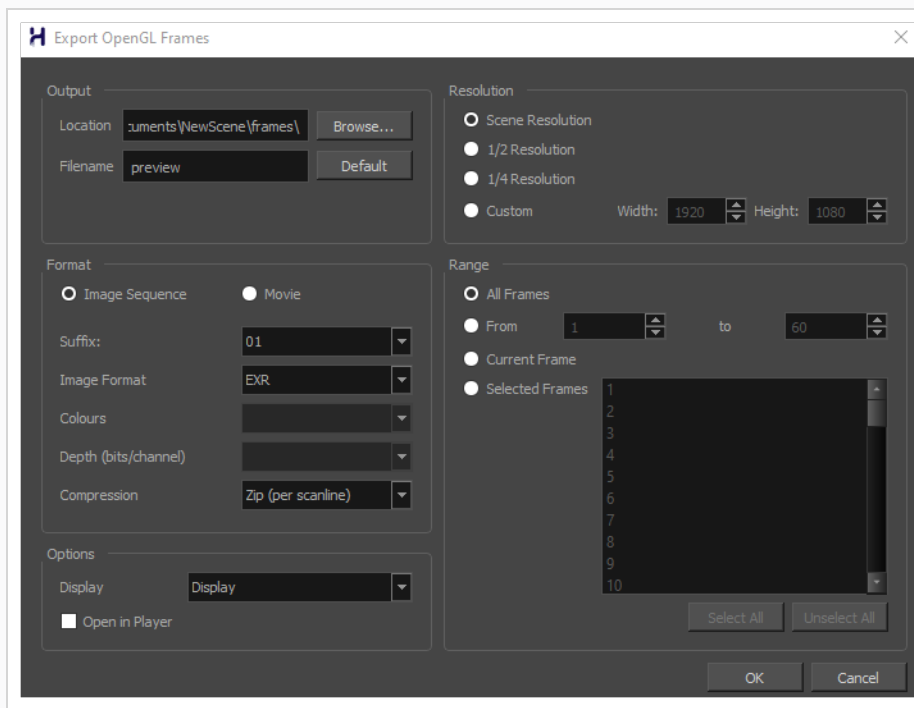 Export OpenGL Frames
Output
Location :uments\NewScene\frames\ Browse...
Filename preview Default
Resolution
Scene Resolution
1/2 Resolution
1/4 Resolution
Custom Width: 1920 Height: 1080
Format
Image Sequence Movie
Suffix: 01
Image Format EXR
Colours
Depth (bits/channel)
Compression Zip (per scanline)
Options
Display Display
Open in Player
Range
All Frames
From 1 to 60
Current Frame
Selected Frames 1
2
3
4
5
6
7
8
9
10
Select All Unselect All
OK Cancel